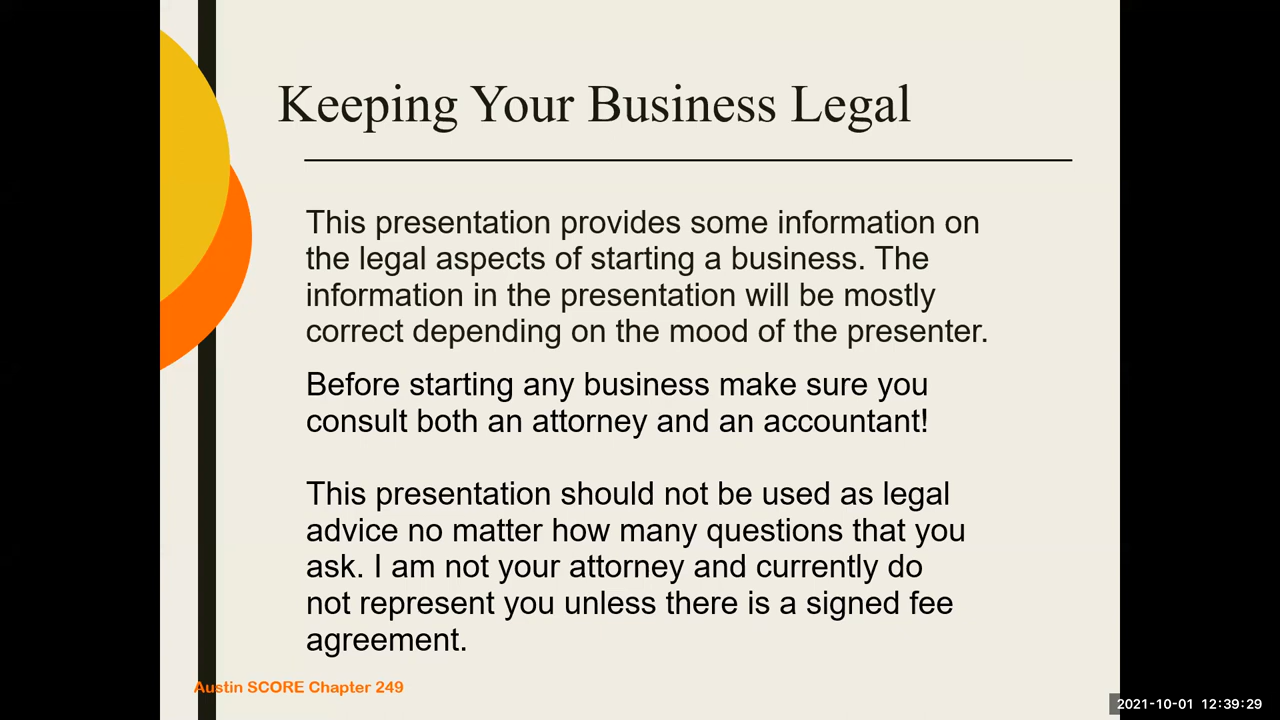 Keeping Your Business Legal
This presentation provides some information on
the legal aspects of starting a business. The
information in the presentation will be mostly
correct depending on the mood of the presenter.
Before starting any business make sure you
consult both an attorney and an accountant!
This presentation should not be used as legal
advice no matter how many questions that you
ask. I am not your attorney and currently do
not represent you unless there is a signed fee
agreement.
Austin SCORE Chapter 249
2021-10-01 12:39:29